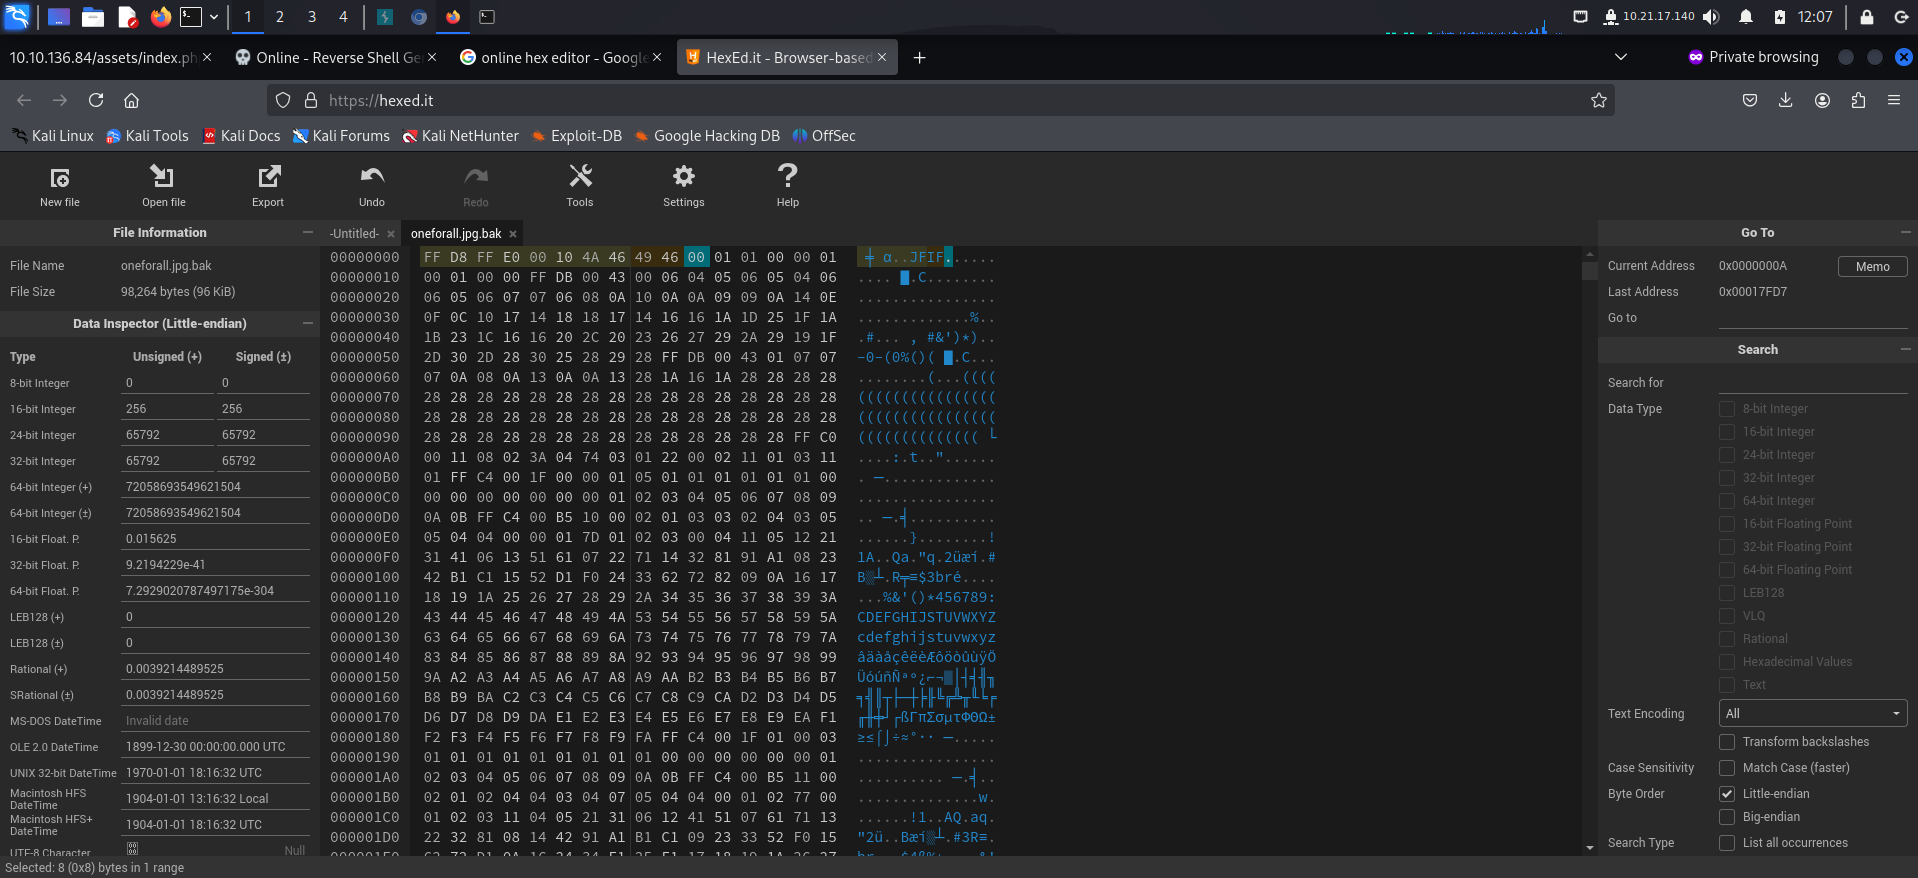 1 2 3 4 10.21.17.140 12:07
10.10.136.84/assets/index.ph Online - Reverse Shell Ge online hex editor - Google HexEd.it - Browser-based Private browsing
https://hexed.it
Kali Linux Kali Tools Kali Docs Kali Forums Kali NetHunter Exploit-DB Google Hacking DB OffSec
New file Open file Export Undo Redo Tools Settings Help
File Information
File Name oneforall.jpg.bak
File Size 98,264 bytes (96 KiB)
Data Inspector (Little-endian)
Type Unsigned (+) Signed (±)
8-bit Integer 0 0
16-bit Integer 256 256
24-bit Integer 65792 65792
32-bit Integer 65792 65792
64-bit Integer (+) 72058693549621504
64-bit Integer (±) 72058693549621504
16-bit Float. P. 0.015625
32-bit Float. P. 9.2194229e-41
64-bit Float. P. 7.2929020787497175e-304
LEB128 (+) 0
LEB128 (±) 0
Rational (+) 0.0039214489525
SRational (±) 0.0039214489525
MS-DOS DateTime Invalid date
OLE 2.0 DateTime 1899-12-30 00:00:00.000 UTC
UNIX 32-bit DateTime 1970-01-01 18:16:32 UTC
Macintosh HFS
DateTime 1904-01-01 13:16:32 Local
Macintosh HFS+
DateTime 1904-01-01 18:16:32 UTC
UTF-8 Character Null
-Untitled- oneforall.jpg.bak
00000000 FF D8 FF E0 00 10 4A 46 49 46 00 01 01 00 00 01
00000010 00 01 00 00 FF DB 00 43 00 06 04 05 06 05 04 06
00000020 06 05 06 07 07 06 08 0A 10 0A 0A 09 09 0A 14 0E
00000030 0F 0C 10 17 14 18 18 17 14 16 16 1A 1D 25 1F 1A
00000040 1B 23 1C 16 16 20 2C 20 23 26 27 29 2A 29 19 1F
00000050 2D 30 2D 28 30 25 28 29 28 FF DB 00 43 01 07 07
00000060 07 0A 08 0A 13 0A 0A 13 28 1A 16 1A 28 28 28 28
00000070 28 28 28 28 28 28 28 28 28 28 28 28 28 28 28 28
00000080 28 28 28 28 28 28 28 28 28 28 28 28 28 28 28 28
00000090 28 28 28 28 28 28 28 28 28 28 28 28 28 28 FF C0
000000A0 00 11 08 02 3A 04 74 03 01 22 00 02 11 01 03 11
000000B0 01 FF C4 00 1F 00 00 01 05 01 01 01 01 01 01 00
000000C0 00 00 00 00 00 00 00 01 02 03 04 05 06 07 08 09
000000D0 0A 0B FF C4 00 B5 10 00 02 01 03 03 02 04 03 05
000000E0 05 04 04 00 00 01 7D 01 02 03 00 04 11 05 12 21
000000F0 31 41 06 13 51 61 07 22 71 14 32 81 91 A1 08 23
00000100 42 B1 C1 15 52 D1 F0 24 33 62 72 82 09 0A 16 17
00000110 18 19 1A 25 26 27 28 29 2A 34 35 36 37 38 39 3A
00000120 43 44 45 46 47 48 49 4A 53 54 55 56 57 58 59 5A
00000130 63 64 65 66 67 68 69 6A 73 74 75 76 77 78 79 7A
00000140 83 84 85 86 87 88 89 8A 92 93 94 95 96 97 98 99
00000150 9A A2 A3 A4 A5 A6 A7 A8 A9 AA B2 B3 B4 B5 B6 B7
00000160 B8 B9 BA C2 C3 C4 C5 C6 C7 C8 C9 CA D2 D3 D4 D5
00000170 D6 D7 D8 D9 DA E1 E2 E3 E4 E5 E6 E7 E8 E9 EA F1
00000180 F2 F3 F4 F5 F6 F7 F8 F9 FA FF C4 00 1F 01 00 03
00000190 01 01 01 01 01 01 01 01 01 00 00 00 00 00 00 01
000001A0 02 03 04 05 06 07 08 09 0A 0B FF C4 00 B5 11 00
000001B0 02 01 02 04 04 03 04 07 05 04 04 00 01 02 77 00
000001C0 01 02 03 11 04 05 21 31 06 12 41 51 07 61 71 13
000001D0 22 32 81 08 14 42 91 A1 B1 C1 09 23 33 52 F0 15
Go To
Current Address 0x0000000A Memo
Last Address 0x00017FD7
Go to
Search
Search for
Data Type 8-bit Integer
16-bit Integer
24-bit Integer
32-bit Integer
64-bit Integer
16-bit Floating Point
32-bit Floating Point
64-bit Floating Point
LEB128
VLQ
Rational
Hexadecimal Values
Text
Text Encoding All
Transform backslashes
Case Sensitivity Match Case (faster)
Byte Order Little-endian
Big-endian
Search Type List all occurrences
Selected: 8 (0x8) bytes in 1 range